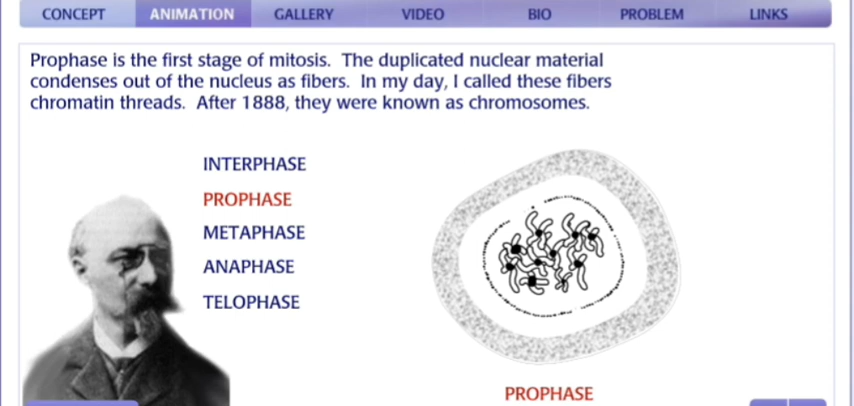 CONCEPT ANIMATION GALLERY VIDEO BIO PROBLEM LINKS
Prophase is the first stage of mitosis. The duplicated nuclear material
condenses out of the nucleus as fibers. In my day, I called these fibers
chromatin threads. After 1888, they were known as chromosomes.
INTERPHASE
PROPHASE
METAPHASE
ANAPHASE
TELOPHASE
PROPHASE